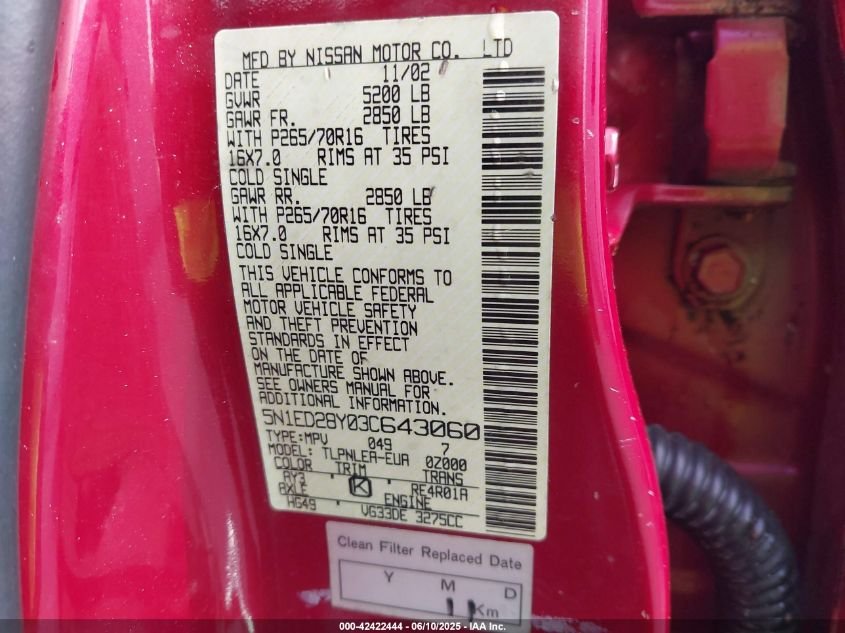 MFD BY NISSAN MOTOR CO. LTD
DATE 11/02
GVWR 5200 LB
GAWR FR. 2850 LB
WITH P265/70R16 TIRES
16X7.0 RIMS AT 35 PSI
COLD SINGLE
GAWR RR. 2850 LB
WITH P265/70R16 TIRES
16X7.0 RIMS AT 35 PSI
COLD SINGLE
THIS VEHICLE CONFORMS TO
ALL APPLICABLE FEDERAL
MOTOR VEHICLE SAFETY
AND THEFT PREVENTION
STANDARDS IN EFFECT
ON THE DATE OF
MANUFACTURE SHOWN ABOVE.
SEE OWNERS MANUAL FOR
ADDITIONAL INFORMATION.
5N1ED28Y03C643060
TYPE:MPV 049 7
MODEL: TLPNLEA-EUA 0Z000
COLOR TRIM TRANS
AY3 K RE4R01A
AXLE ENGINE
HG49 VG33DE 3275CC
Clean Filter Replaced Date
Y M D
Km
000-42422444 - 06/10/2025 - IAA Inc.